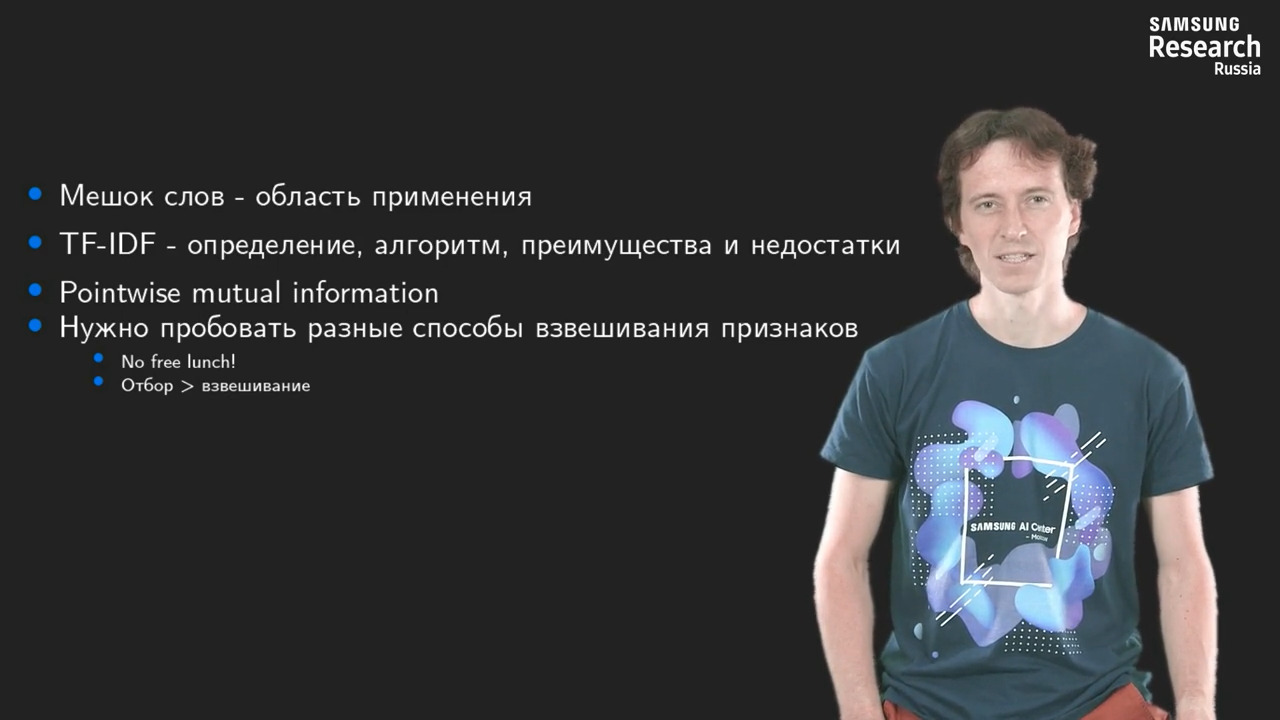 SAMSUNG
Research
Russia
Мешок слов - область применения
TF-IDF - определение, алгоритм, преимущества и недостатки
Pointwise mutual information
Нужно пробовать разные способы взвешивания признаков
No free lunch!
Отбор > взвешивание
SAMSUNG AI Center
- Moscow